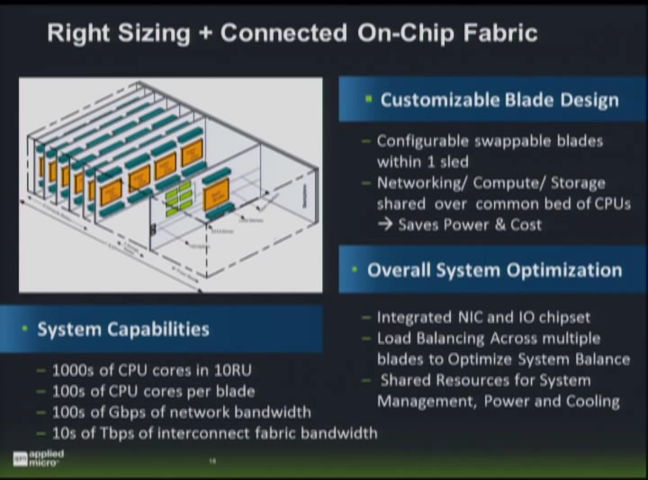 Right Sizing + Connected On-Chip Fabric
Customizable Blade Design
– Configurable swappable blades
within 1 sled
– Networking/ Compute/ Storage
shared over common bed of CPUs
→ Saves Power & Cost
Overall System Optimization
– Integrated NIC and IO chipset
– Load Balancing Across multiple
blades to Optimize System Balance
– Shared Resources for System
Management, Power and Cooling
System Capabilities
– 1000s of CPU cores in 10RU
– 100s of CPU cores per blade
– 100s of Gbps of network bandwidth
– 10s of Tbps of interconnect fabric bandwidth
applied
micro